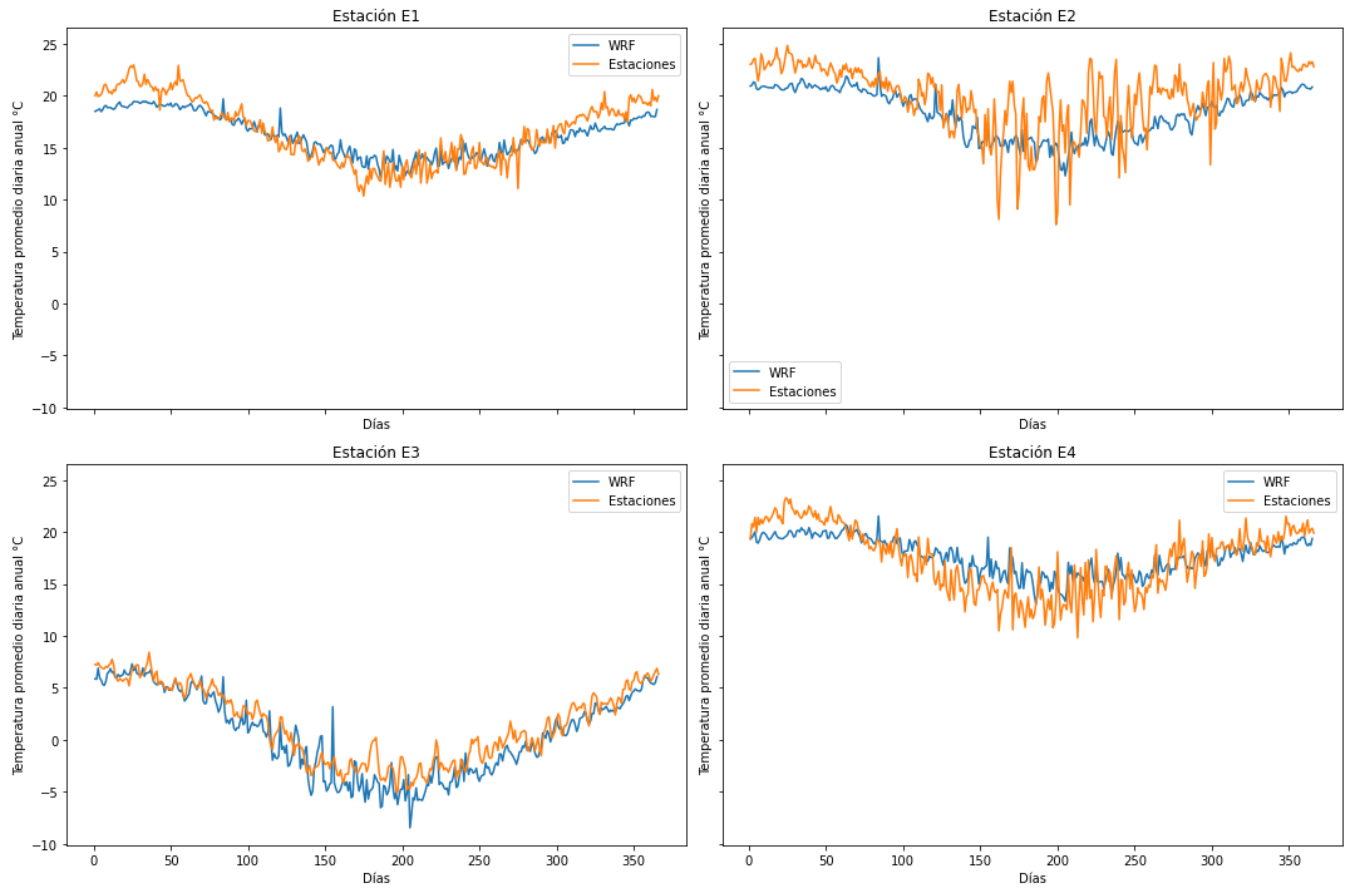 Estación E1
Estación E2
25
20
15
10
5
0
−5
−10
Temperatura promedio diaria anual °C
WRF
Estaciones
Días
Temperatura promedio diaria anual °C
WRF
Estaciones
Días
Estación E3
Estación E4
25
20
15
10
5
0
−5
−10
Temperatura promedio diaria anual °C
WRF
Estaciones
0 50 100 150 200 250 300 350
Días
Temperatura promedio diaria anual °C
WRF
Estaciones
0 50 100 150 200 250 300 350
Días